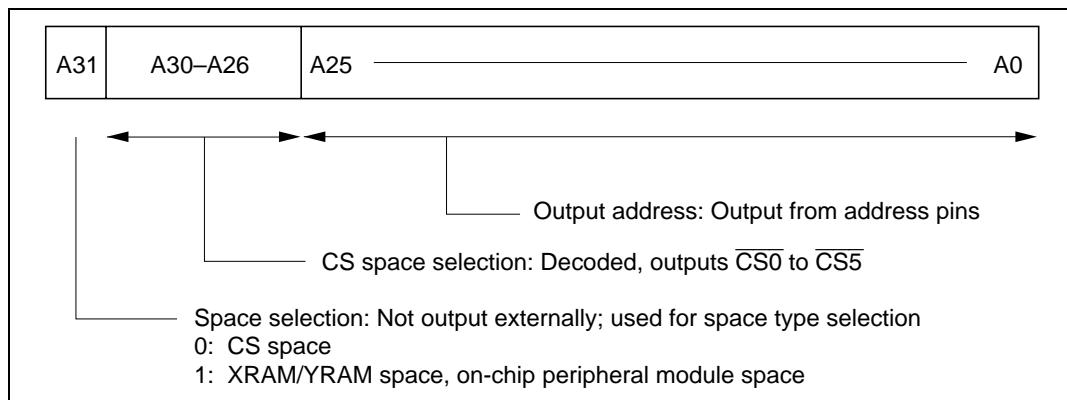 A31 A30–A26 A25 A0
Output address: Output from address pins
CS space selection: Decoded, outputs C̅S̅0̅ to C̅S̅5̅
Space selection: Not output externally; used for space type selection
0: CS space
1: XRAM/YRAM space, on-chip peripheral module space